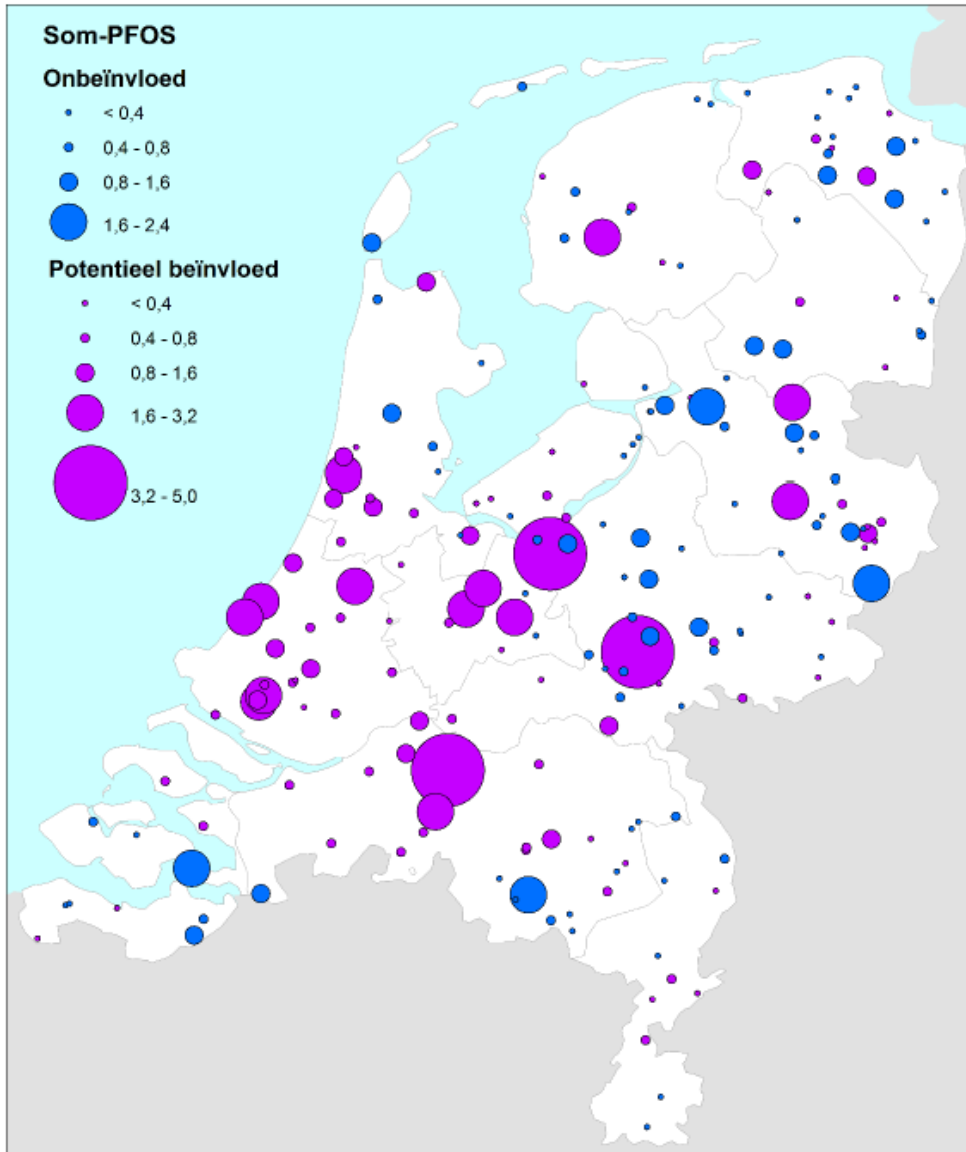 Som-PFOS
Onbeïnvloed
< 0,4
0,4 - 0,8
0,8 - 1,6
1,6 - 2,4
Potentieel beïnvloed
< 0,4
0,4 - 0,8
0,8 - 1,6
1,6 - 3,2
3,2 - 5,0